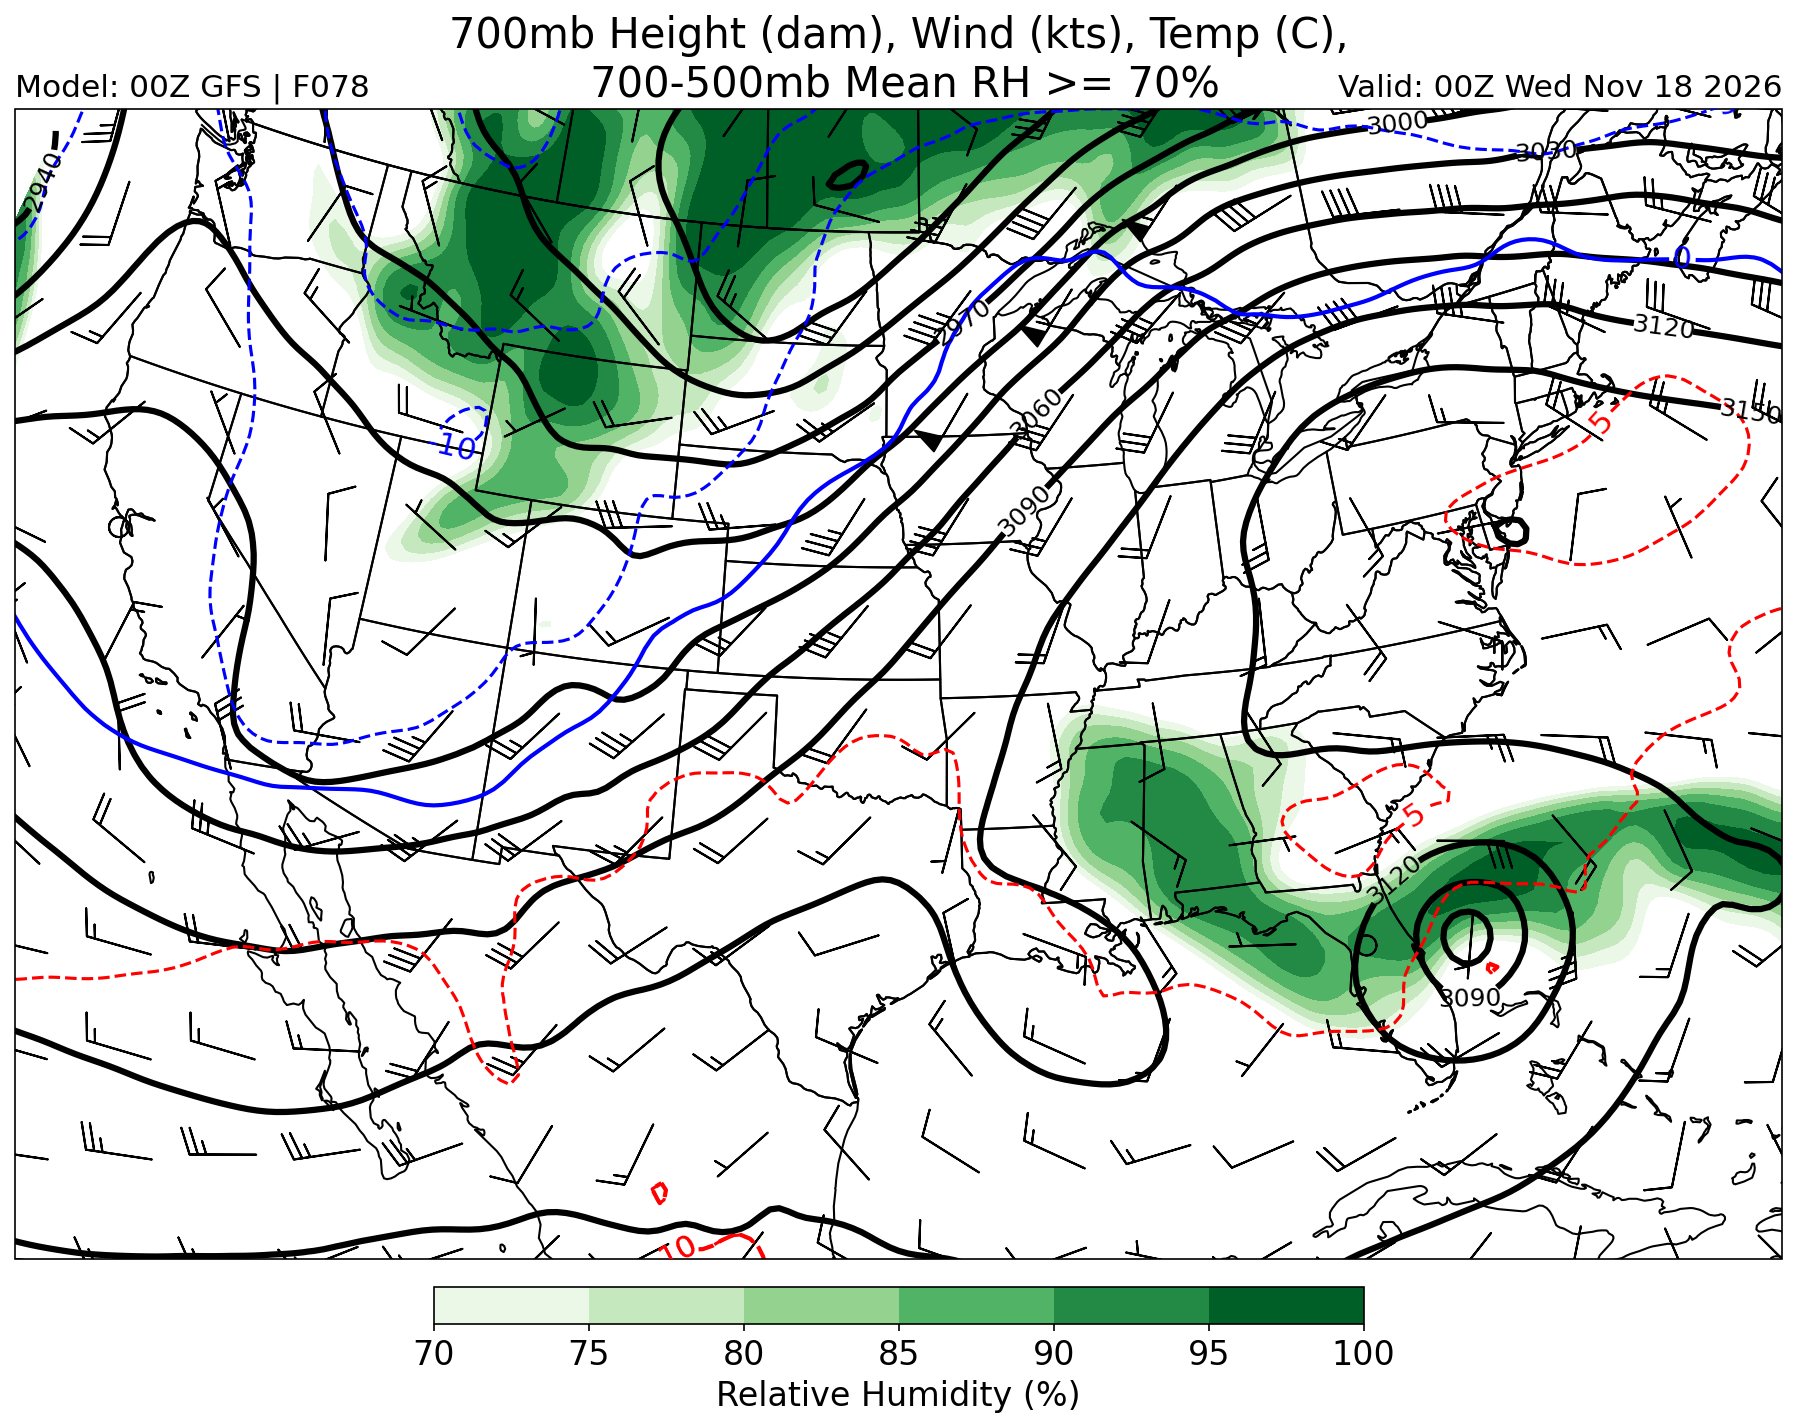 700mb Height (dam), Wind (kts), Temp (C),
700-500mb Mean RH >= 70%
Model: 00Z GFS | F078
Valid: 00Z Wed Nov 18 2026
2940
3000
3030
0
2970
3120
5
3150
3060
-10
3090
5
3120
3090
10
70 75 80 85 90 95 100
Relative Humidity (%)